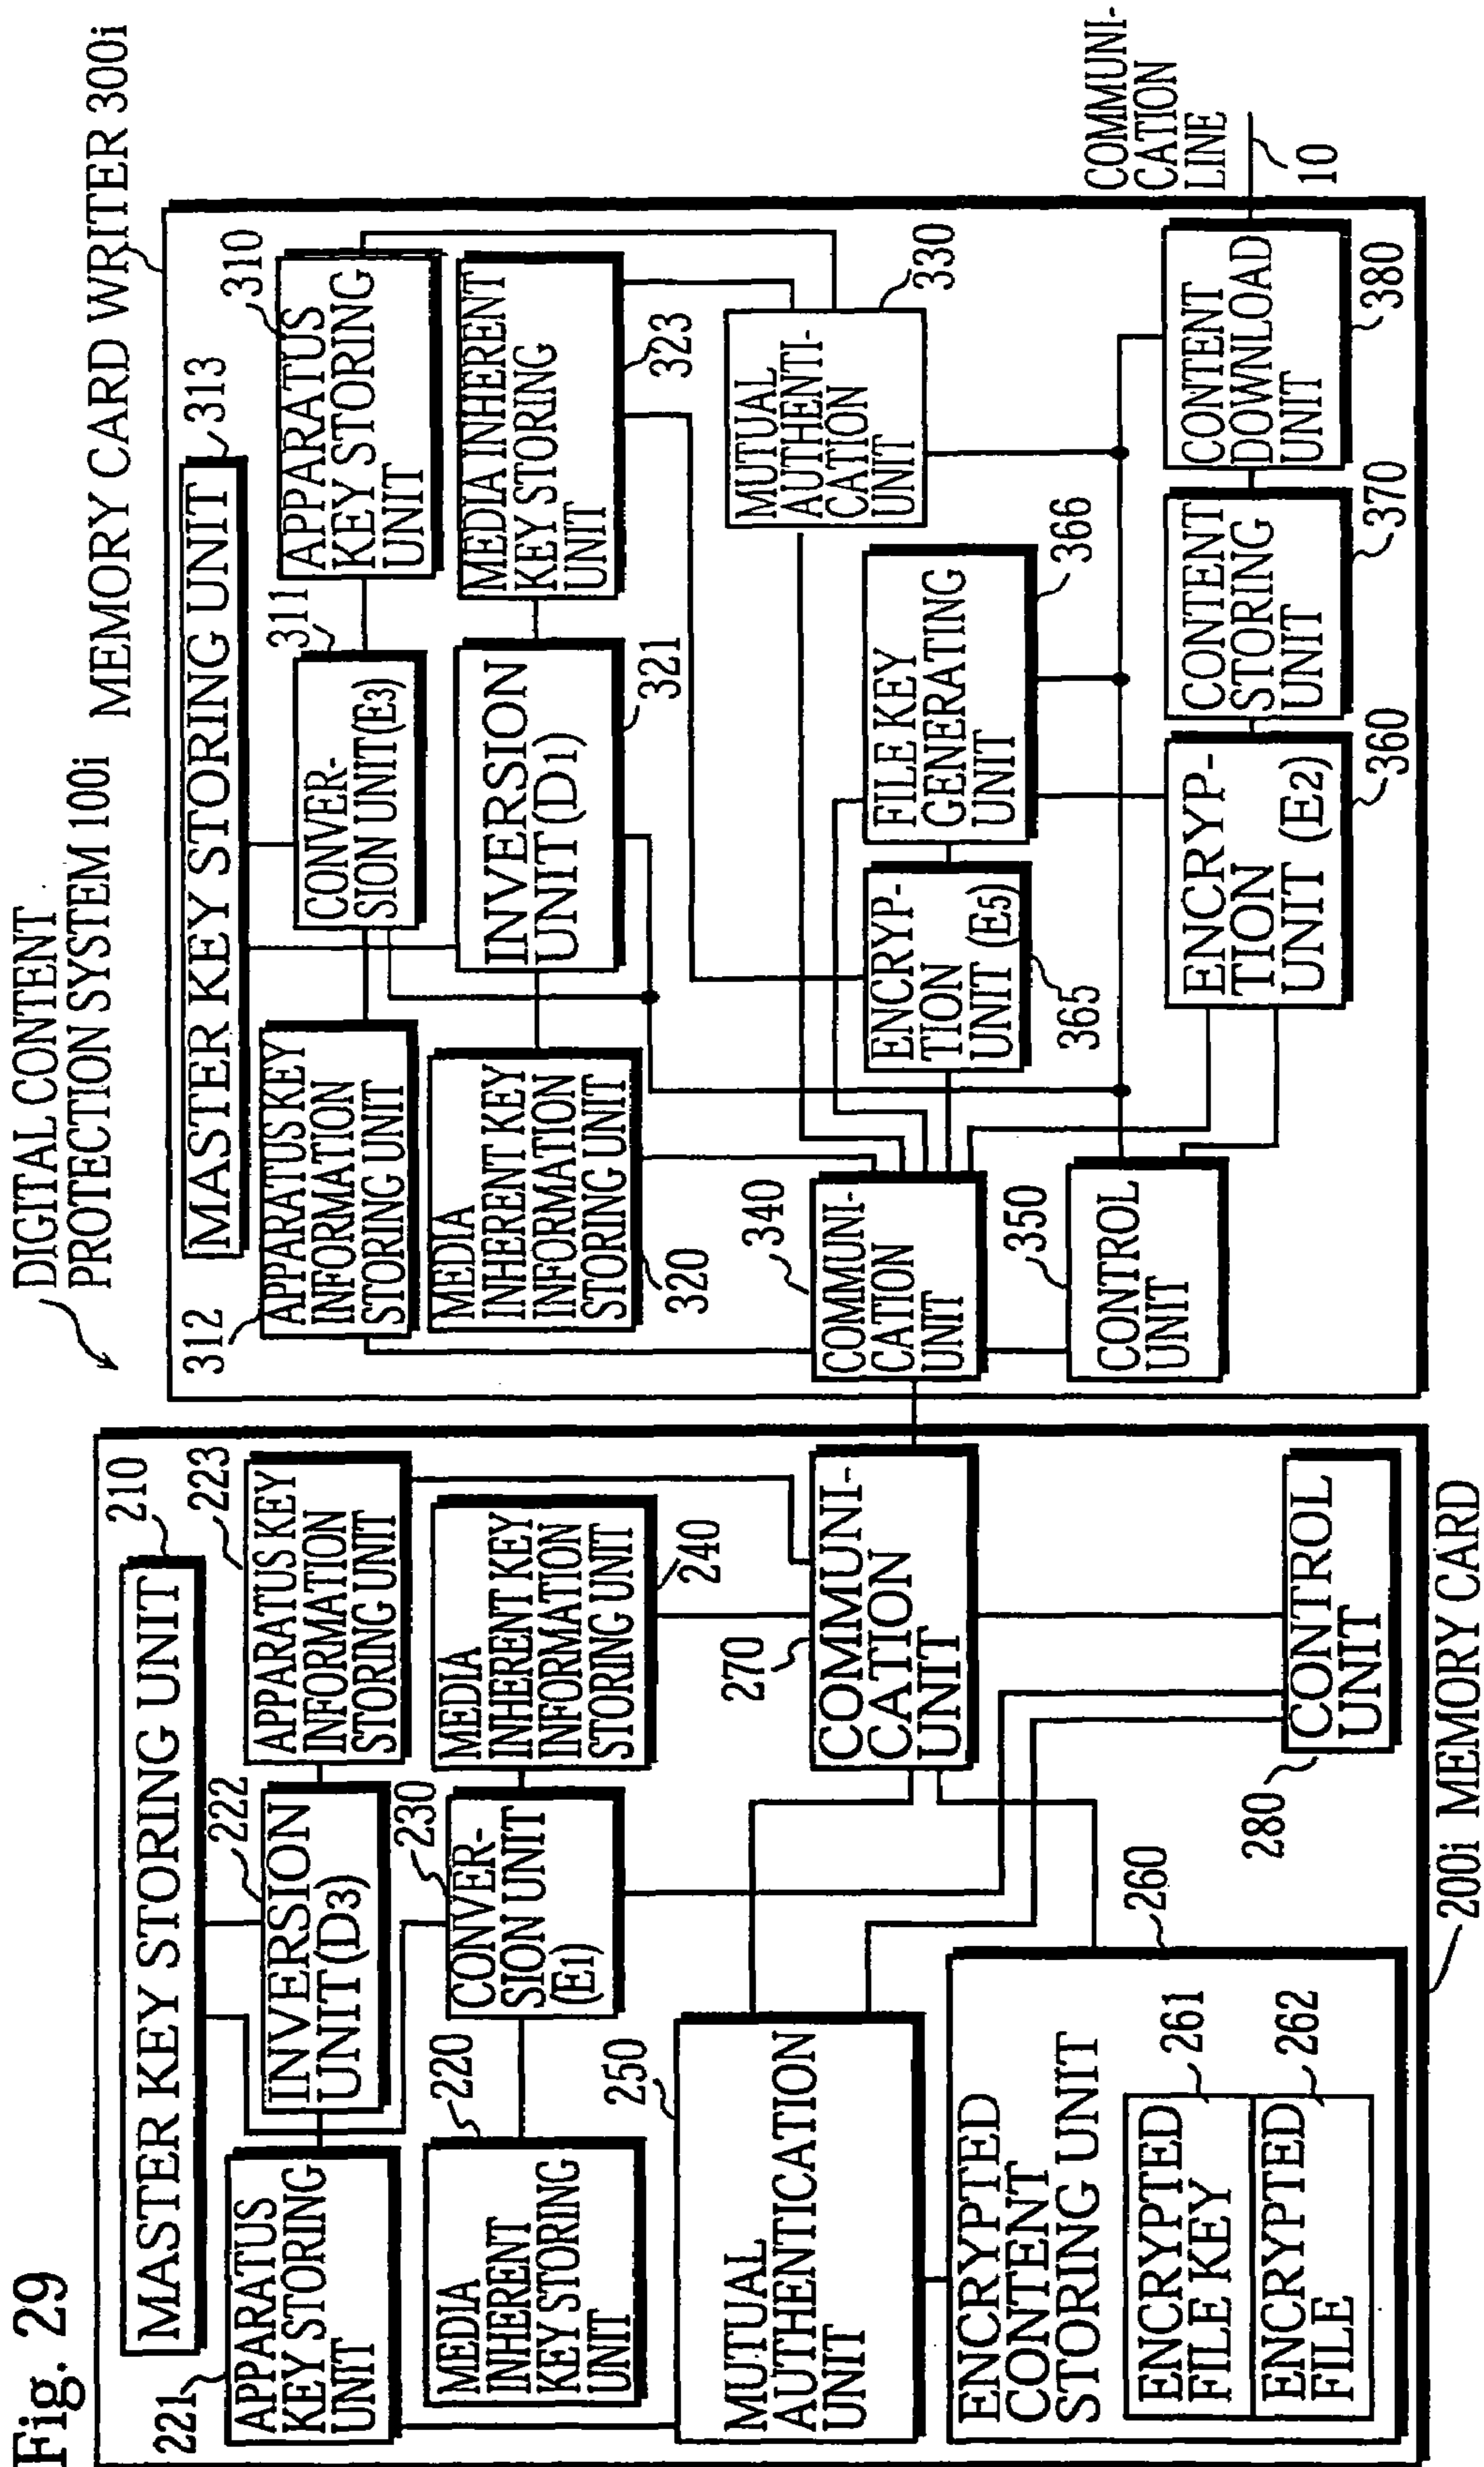 Fig. 29
DIGITAL CONTENT
PROTECTION SYSTEM 100i
MASTER KEY STORING UNIT
210
221
APPARATUS
KEY STORING
UNIT
222
INVERSION
UNIT(D3)
223
APPARATUS KEY
INFORMATION
STORING UNIT
220
MEDIA
INHERENT
KEY STORING
UNIT
230
CONVER-
SION UNIT
(E1)
MEDIA
INHERENT KEY
INFORMATION
STORING UNIT
240
250
MUTUAL
AUTHENTICATION
UNIT
270
COMMUNI-
CATION
UNIT
260
ENCRYPTED
CONTENT
STORING UNIT
ENCRYPTED
FILE KEY
261
ENCRYPTED
FILE
262
280
CONTROL
UNIT
200i MEMORY CARD
MEMORY CARD WRITER 300i
MASTER KEY STORING UNIT
313
312
APPARATUS KEY
INFORMATION
STORING UNIT
311
CONVER-
SION UNIT(E3)
310
APPARATUS
KEY STORING
UNIT
MEDIA
INHERENT KEY
INFORMATION
STORING UNIT
320
INVERSION
UNIT(D1)
321
MEDIA INHERENT
KEY STORING
UNIT
323
MUTUAL
AUTHENTI-
CATION
UNIT
330
340
COMMUNI-
CATION
UNIT
ENCRYP-
TION
UNIT (E5)
365
FILE KEY
GENERATING
UNIT
366
350
CONTROL
UNIT
ENCRYP-
TION
UNIT (E2)
360
CONTENT
STORING
UNIT
370
CONTENT
DOWNLOAD
UNIT
380
COMMUNI-
CATION
LINE
10